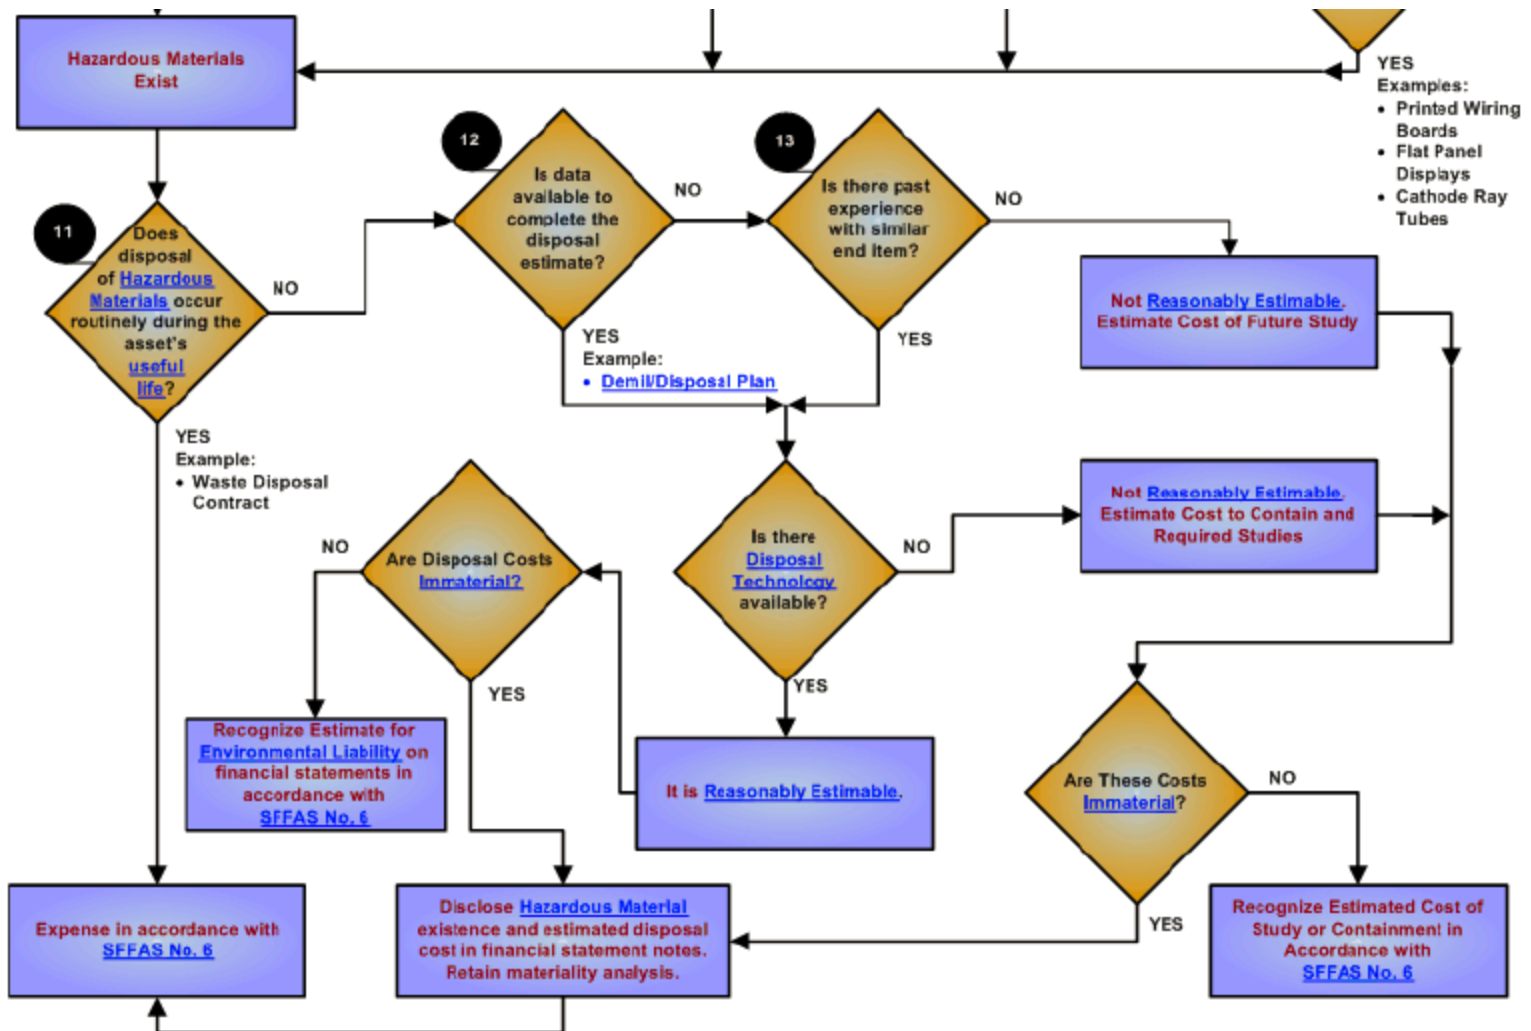 Hazardous Materials
Exist
YES
Examples:
• Printed Wiring
Boards
• Flat Panel
Displays
• Cathode Ray
Tubes
11
Does
disposal
of Hazardous
Materials occur
routinely during the
asset's
useful
life?
NO
YES
Example:
• Waste Disposal
Contract
12
Is data
available to
complete the
disposal
estimate?
NO
YES
Example:
• Demil/Disposal Plan
13
Is there past
experience
with similar
end item?
NO
YES
Not Reasonably Estimable.
Estimate Cost of Future Study
Is there
Disposal
Technology
available?
NO
YES
Not Reasonably Estimable.
Estimate Cost to Contain and
Required Studies
Are Disposal Costs
Immaterial?
NO
YES
Recognize Estimate for
Environmental Liability on
financial statements in
accordance with
SFFAS No. 6
It is Reasonably Estimable.
Are These Costs
Immaterial?
NO
YES
Expense in accordance with
SFFAS No. 6
Disclose Hazardous Material
existence and estimated disposal
cost in financial statement notes.
Retain materiality analysis.
Recognize Estimated Cost of
Study or Containment in
Accordance with
SFFAS No. 6